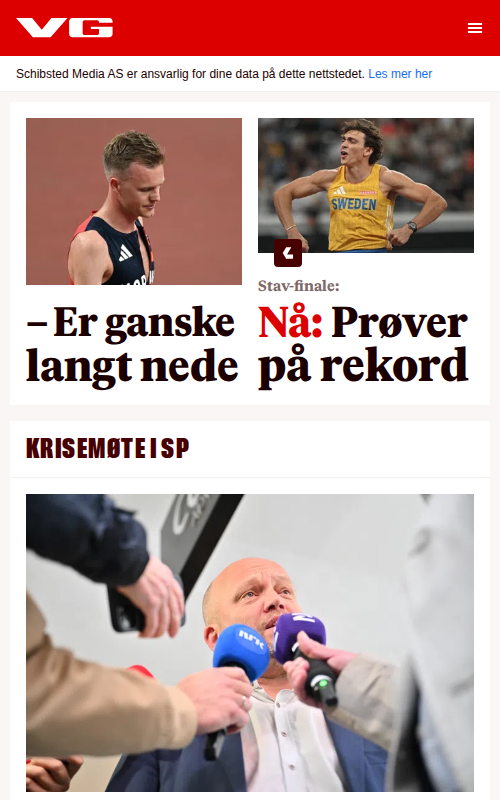 VG
Schibsted Media AS er ansvarlig for dine data på dette nettstedet. Les mer her
SWEDEN
– Er ganske
langt nede
Stav-finale:
Nå: Prøver
på rekord
KRISEMØTE I SP
NRK